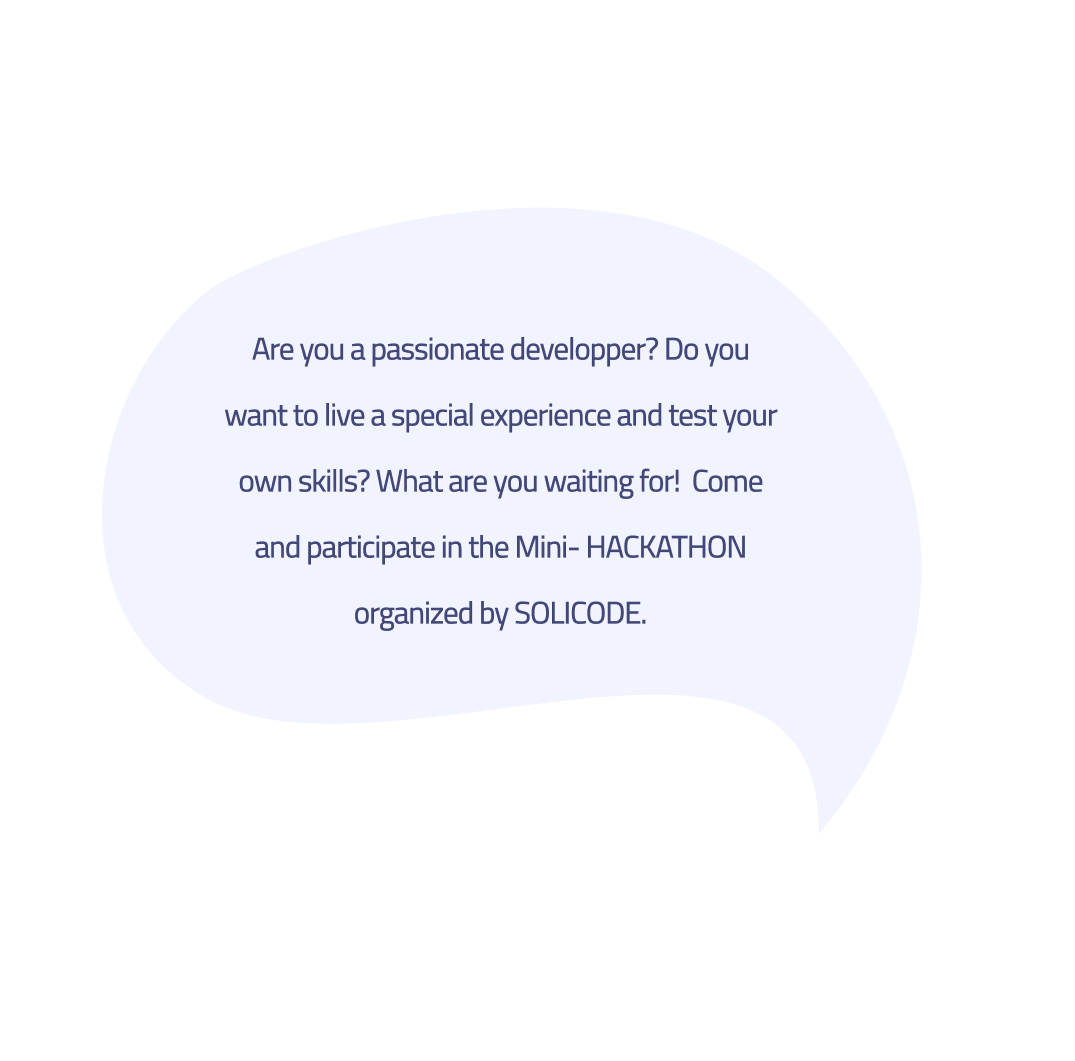 Are you a passionate developper? Do you
want to live a special experience and test your
own skills? What are you waiting for!  Come
and participate in the Mini- HACKATHON
organized by SOLICODE.